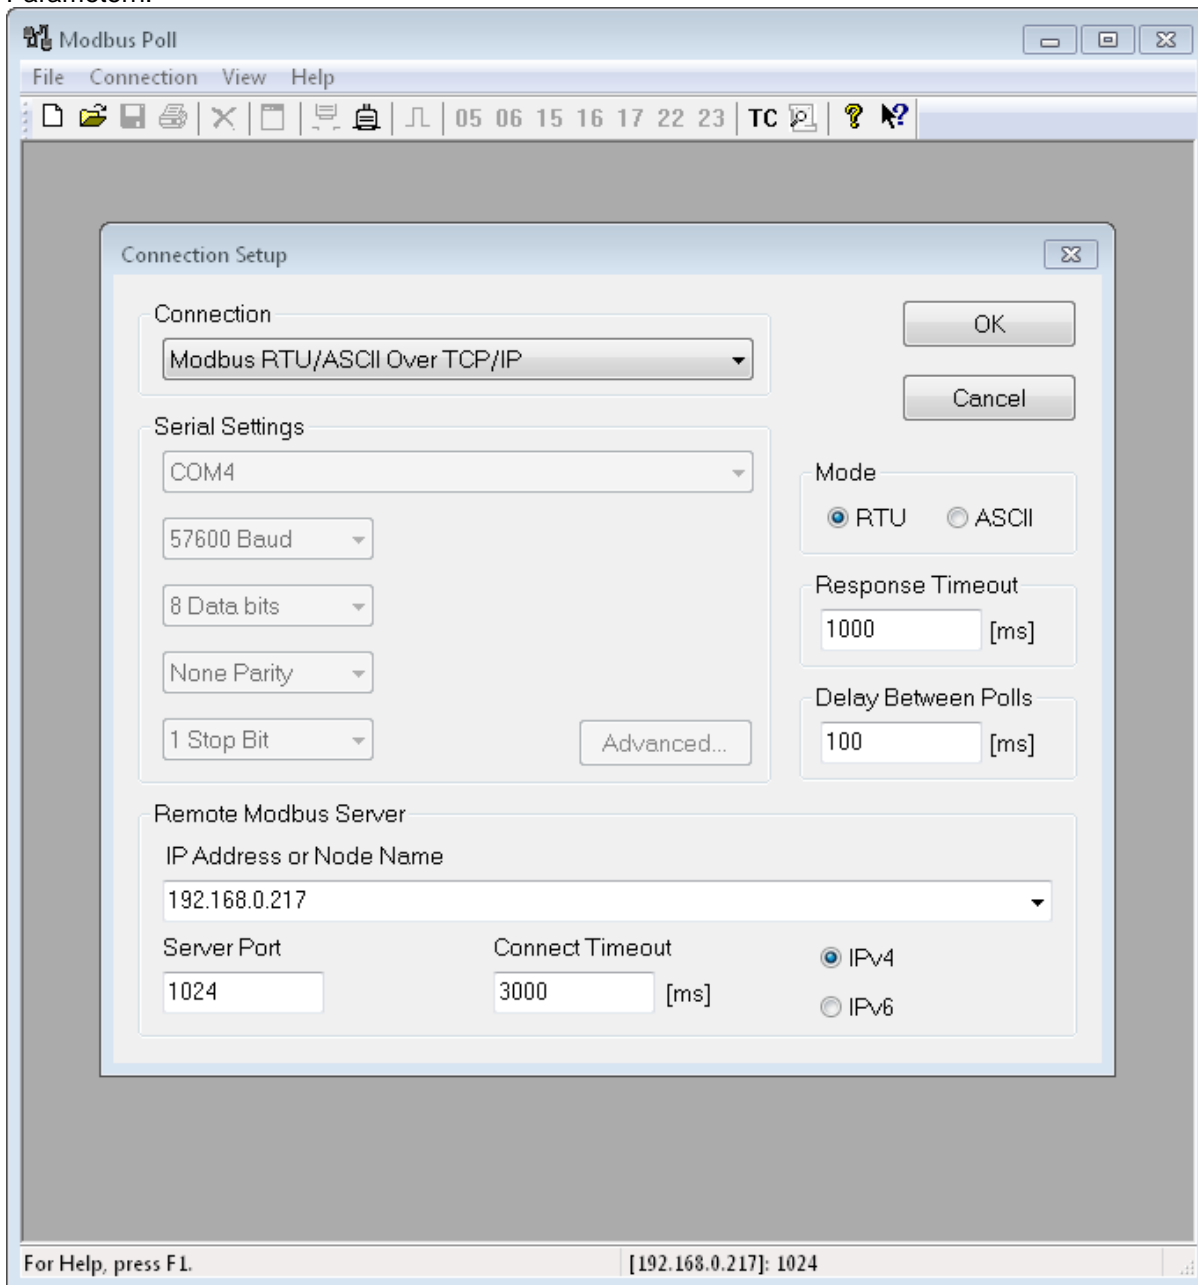 Parametern:
Modbus Poll
File Connection View Help
05 06 15 16 17 22 23 TC
Connection Setup
Connection
Modbus RTU/ASCII Over TCP/IP
OK
Cancel
Serial Settings
COM4
57600 Baud
8 Data bits
None Parity
1 Stop Bit
Advanced...
Mode
RTU ASCII
Response Timeout
1000 [ms]
Delay Between Polls
100 [ms]
Remote Modbus Server
IP Address or Node Name
192.168.0.217
Server Port
1024
Connect Timeout
3000 [ms]
IPv4
IPv6
For Help, press F1.
[192.168.0.217]: 1024